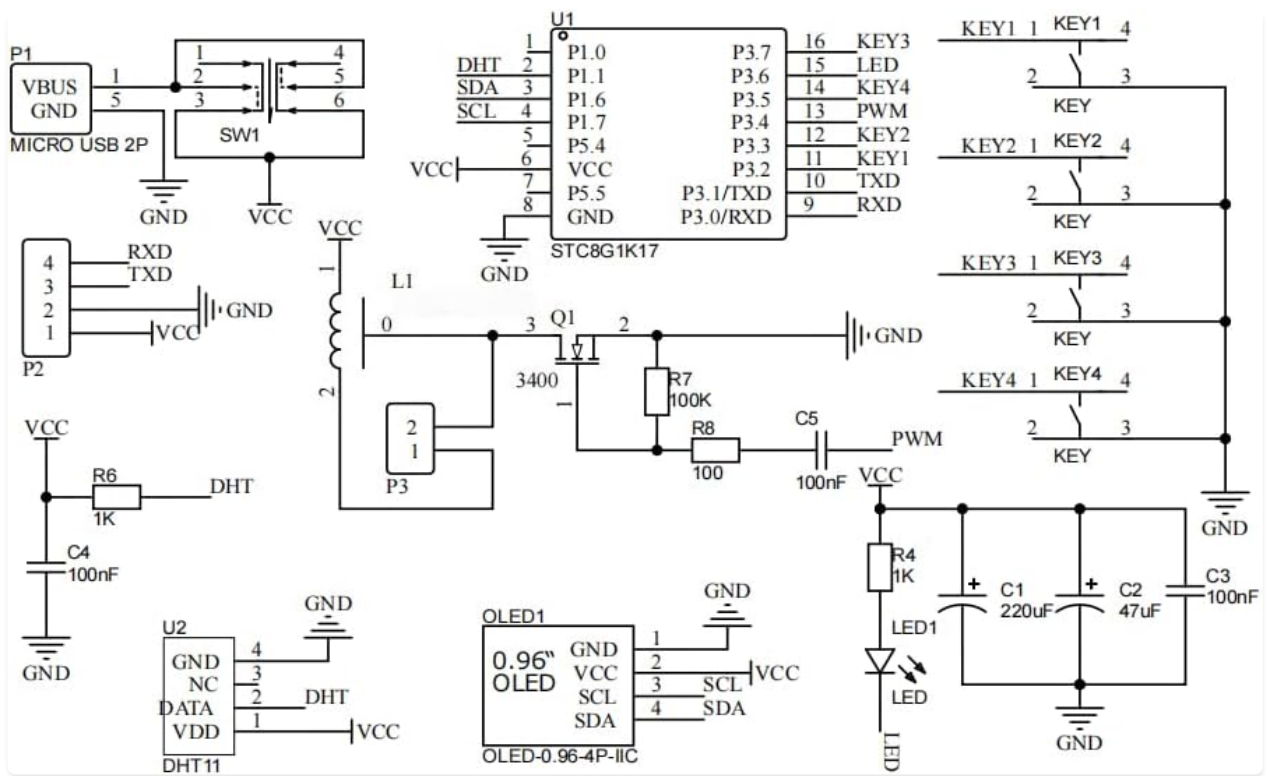 P1
VBUS 1
GND 5
MICRO USB 2P
GND
1 4
2 5
3 6
SW1
VCC
U1
1 P1.0 P3.7 16 KEY3
DHT 2 P1.1 P3.6 15 LED
SDA 3 P1.6 P3.5 14 KEY4
SCL 4 P1.7 P3.4 13 PWM
5 P5.4 P3.3 12 KEY2
VCC 6 VCC P3.2 11 KEY1
7 P5.5 P3.1/TXD 10 TXD
8 GND P3.0/RXD 9 RXD
GND
STC8G1K17
KEY1 1 KEY1 4
2 3
KEY
KEY2 1 KEY2 4
2 3
KEY
KEY3 1 KEY3 4
2 3
KEY
KEY4 1 KEY4 4
2 3
KEY
GND
4 RXD
3 TXD
2 GND
1 VCC
P2
VCC
1
L1
0
2
3 Q1 2
3400
1
GND
R7
100K
R8
100
C5
100nF
PWM
2
1
P3
VCC
R6
1K
DHT
C4
100nF
GND
U2
GND 4
NC 3
DATA 2 DHT
VDD 1 VCC
DHT11
GND
OLED1
0.96"
OLED
GND 1
VCC 2 VCC
SCL 3 SCL
SDA 4 SDA
OLED-0.96-4P-IIC
GND
VCC
R4
1K
LED1
LED
LED
+ C1
220uF
+ C2
47uF
C3
100nF
GND